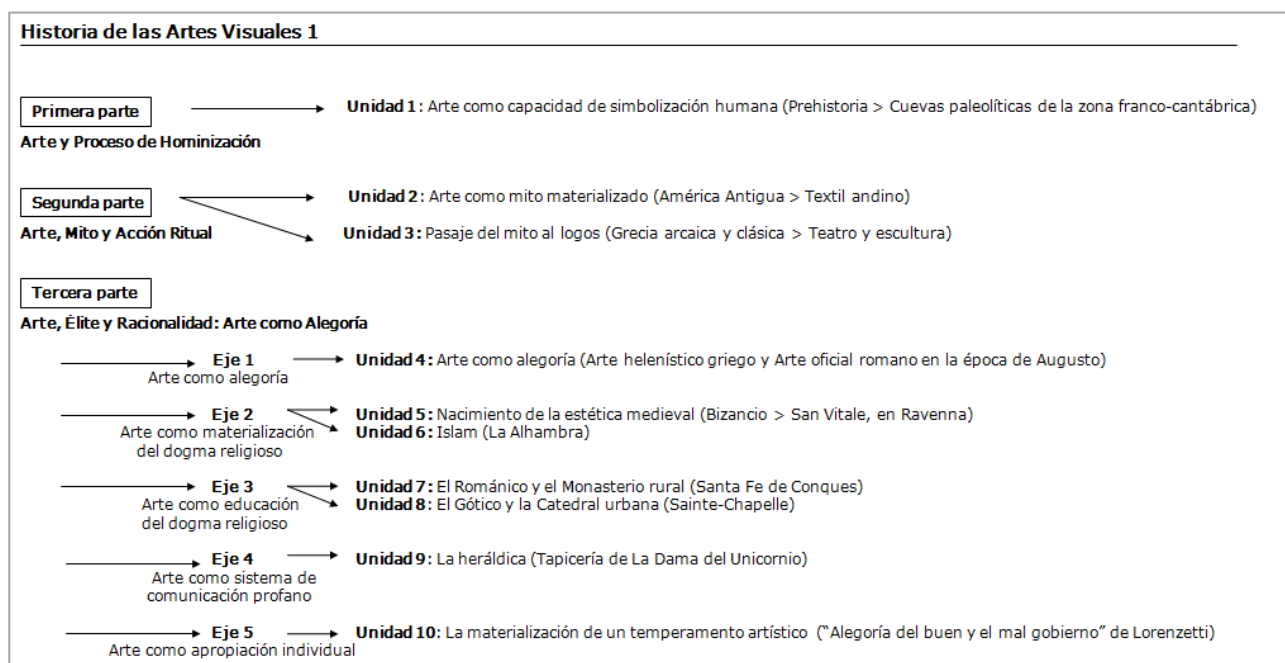 Historia de las Artes Visuales 1
Primera parte
Unidad 1: Arte como capacidad de simbolización humana (Prehistoria > Cuevas paleolíticas de la zona franco-cantábrica)
Arte y Proceso de Hominización
Segunda parte
Unidad 2: Arte como mito materializado (América Antigua > Textil andino)
Arte, Mito y Acción Ritual
Unidad 3: Pasaje del mito al logos (Grecia arcaica y clásica > Teatro y escultura)
Tercera parte
Arte, Élite y Racionalidad: Arte como Alegoría
Eje 1
Unidad 4: Arte como alegoría (Arte helenístico griego y Arte oficial romano en la época de Augusto)
Arte como alegoría
Eje 2
Unidad 5: Nacimiento de la estética medieval (Bizancio > San Vitale, en Ravenna)
Arte como materialización
del dogma religioso
Unidad 6: Islam (La Alhambra)
Eje 3
Unidad 7: El Románico y el Monasterio rural (Santa Fe de Conques)
Arte como educación
del dogma religioso
Unidad 8: El Gótico y la Catedral urbana (Sainte-Chapelle)
Eje 4
Unidad 9: La heráldica (Tapicería de La Dama del Unicornio)
Arte como sistema de
comunicación profano
Eje 5
Unidad 10: La materialización de un temperamento artístico ("Alegoría del buen y el mal gobierno" de Lorenzetti)
Arte como apropiación individual